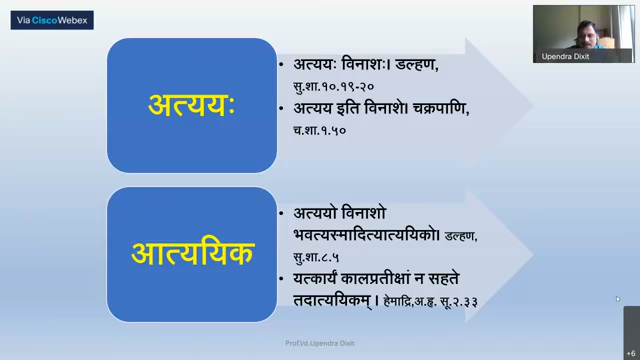 Via CiscoWebex
Upendra Dixit
अत्ययः
• अत्ययः विनाशः। डल्हण,
सु.शा.१०.१९-२०
• अत्यय इति विनाशे। चक्रपाणि,
च.शा.१.५०
आत्ययिक
• अत्ययो विनाशो
भवत्यस्मादित्यात्ययिको। डल्हण,
सु.शा.८.५
• यत्कार्यं कालप्रतीक्षां न सहते
तदात्ययिकम् । हेमाद्रि,अ.हृ. सू.२.३३
Prof.Vd.Upendra Dixit
+6